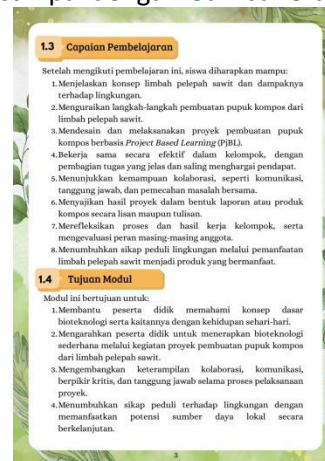 1.3 Capaian Pembelajaran
Setelah mengikuti pembelajaran ini, siswa diharapkan mampu:
1.Menjelaskan konsep limbah pelepah sawit dan dampaknya
terhadap lingkungan.
2.Menguraikan langkah-langkah pembuatan pupuk kompos dari
limbah pelepah sawit.
3.Mendesain dan melaksanakan proyek pembuatan pupuk
kompos berbasis Project Based Learning (PjBL).
4.Bekerja sama secara efektif dalam kelompok, dengan
pembagian tugas yang jelas dan saling menghargai pendapat.
5.Menunjukkan kemampuan kolaborasi, seperti komunikasi,
tanggung jawab, dan pemecahan masalah bersama.
6.Menyajikan hasil proyek dalam bentuk laporan atau produk
kompos secara lisan maupun tulisan.
7.Merefleksikan proses dan hasil kerja kelompok, serta
mengevaluasi peran masing-masing anggota.
8.Menumbuhkan sikap peduli lingkungan melalui pemanfaatan
limbah pelepah sawit menjadi produk yang bermanfaat.
1.4 Tujuan Modul
Modul ini bertujuan untuk:
1.Membantu peserta didik memahami konsep dasar
bioteknologi serta kaitannya dengan kehidupan sehari-hari.
2.Mengarahkan peserta didik untuk menerapkan bioteknologi
sederhana melalui kegiatan proyek pembuatan pupuk kompos
dari limbah pelepah sawit.
3.Mengembangkan keterampilan kolaborasi, komunikasi,
berpikir kritis, dan tanggung jawab selama proses pelaksanaan
proyek.
4.Menumbuhkan sikap peduli terhadap lingkungan dengan
memanfaatkan potensi sumber daya lokal secara
berkelanjutan.
3